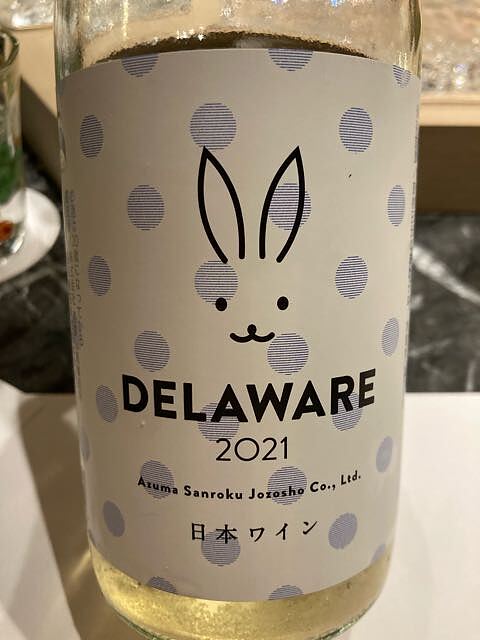 DELAWARE
2021
Azuma Sanroku Jozosho Co., Ltd.
日本ワイン